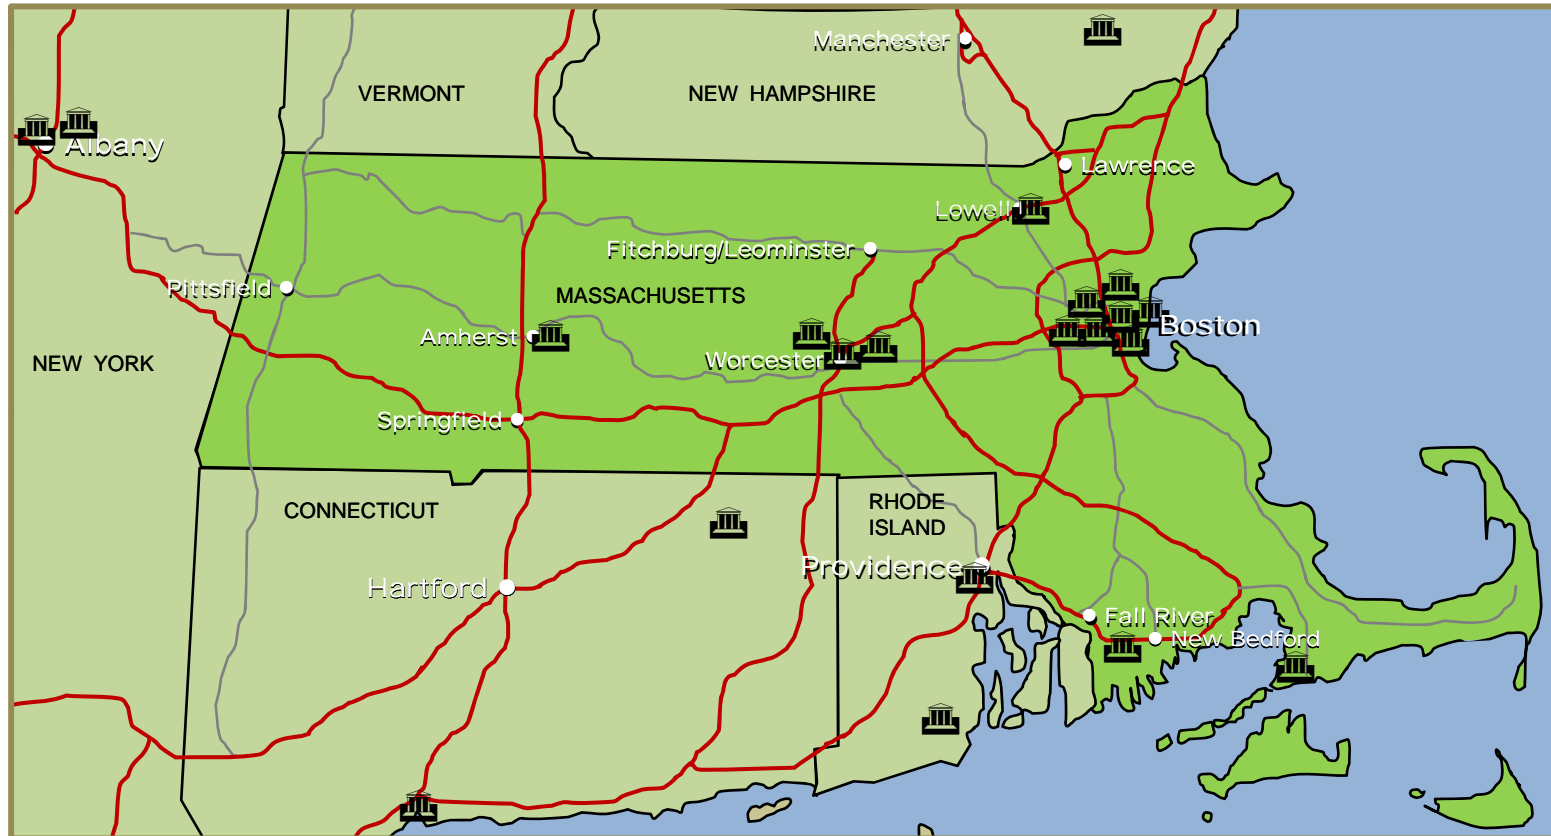 Manchester
VERMONT
NEW HAMPSHIRE
Albany
Lawrence
Lowell
Fitchburg/Leominster
Pittsfield
MASSACHUSETTS
Boston
Amherst
Worcester
NEW YORK
Springfield
CONNECTICUT
RHODE
ISLAND
Providence
Hartford
Fall River
New Bedford